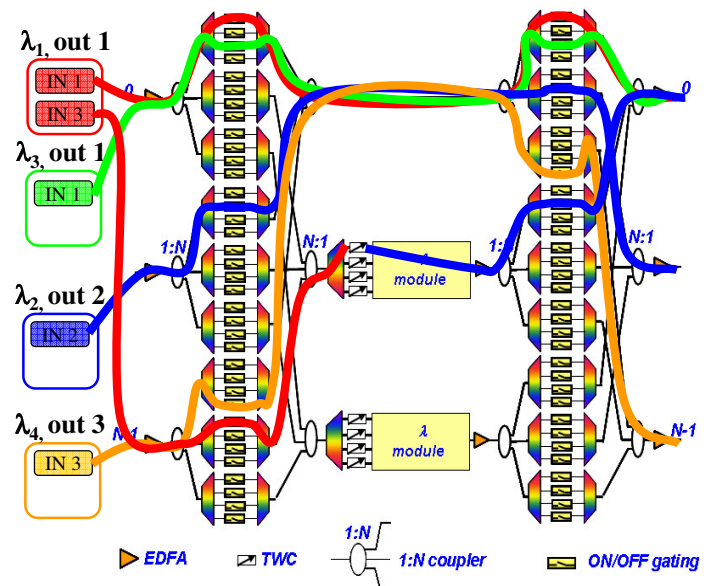 λ1, out 1
IN 1
IN 3
λ3, out 1
IN 1
λ2, out 2
IN 2
λ4, out 3
IN 3
0
1:N
N-1
N:1
λ
module
1:N
N:1
0
N-1
EDFA
TWC
1:N
1:N coupler
ON/OFF gating
module